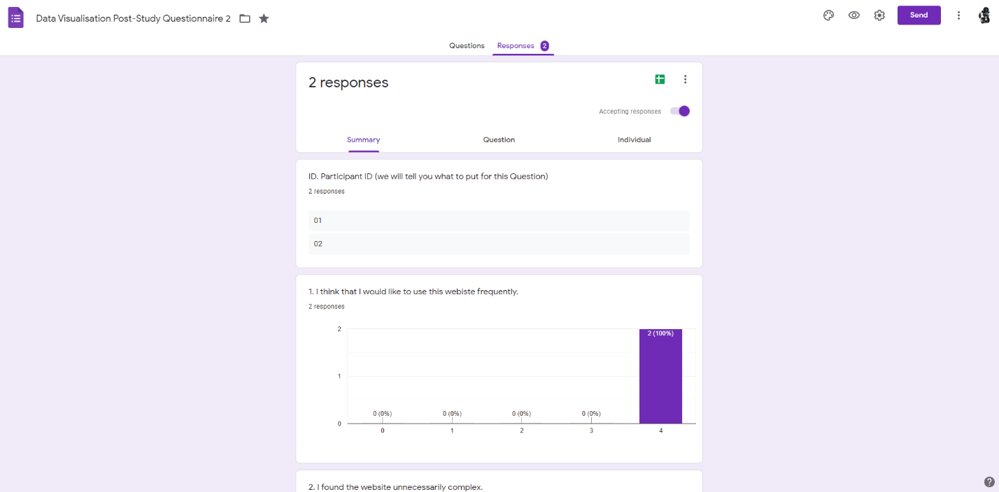 Data Visualisation Post-Study Questionnaire 2
Send
Questions
Responses 2
2 responses
Accepting responses
Summary
Question
Individual
ID. Participant ID (we will tell you what to put for this Question)
2 responses
01
02
1. I think that I would like to use this webiste frequently.
2 responses
2
2 (100%)
1
0 (0%) 0 (0%) 0 (0%) 0 (0%)
0
0 1 2 3 4
2. I found the website unnecessarily complex.
?